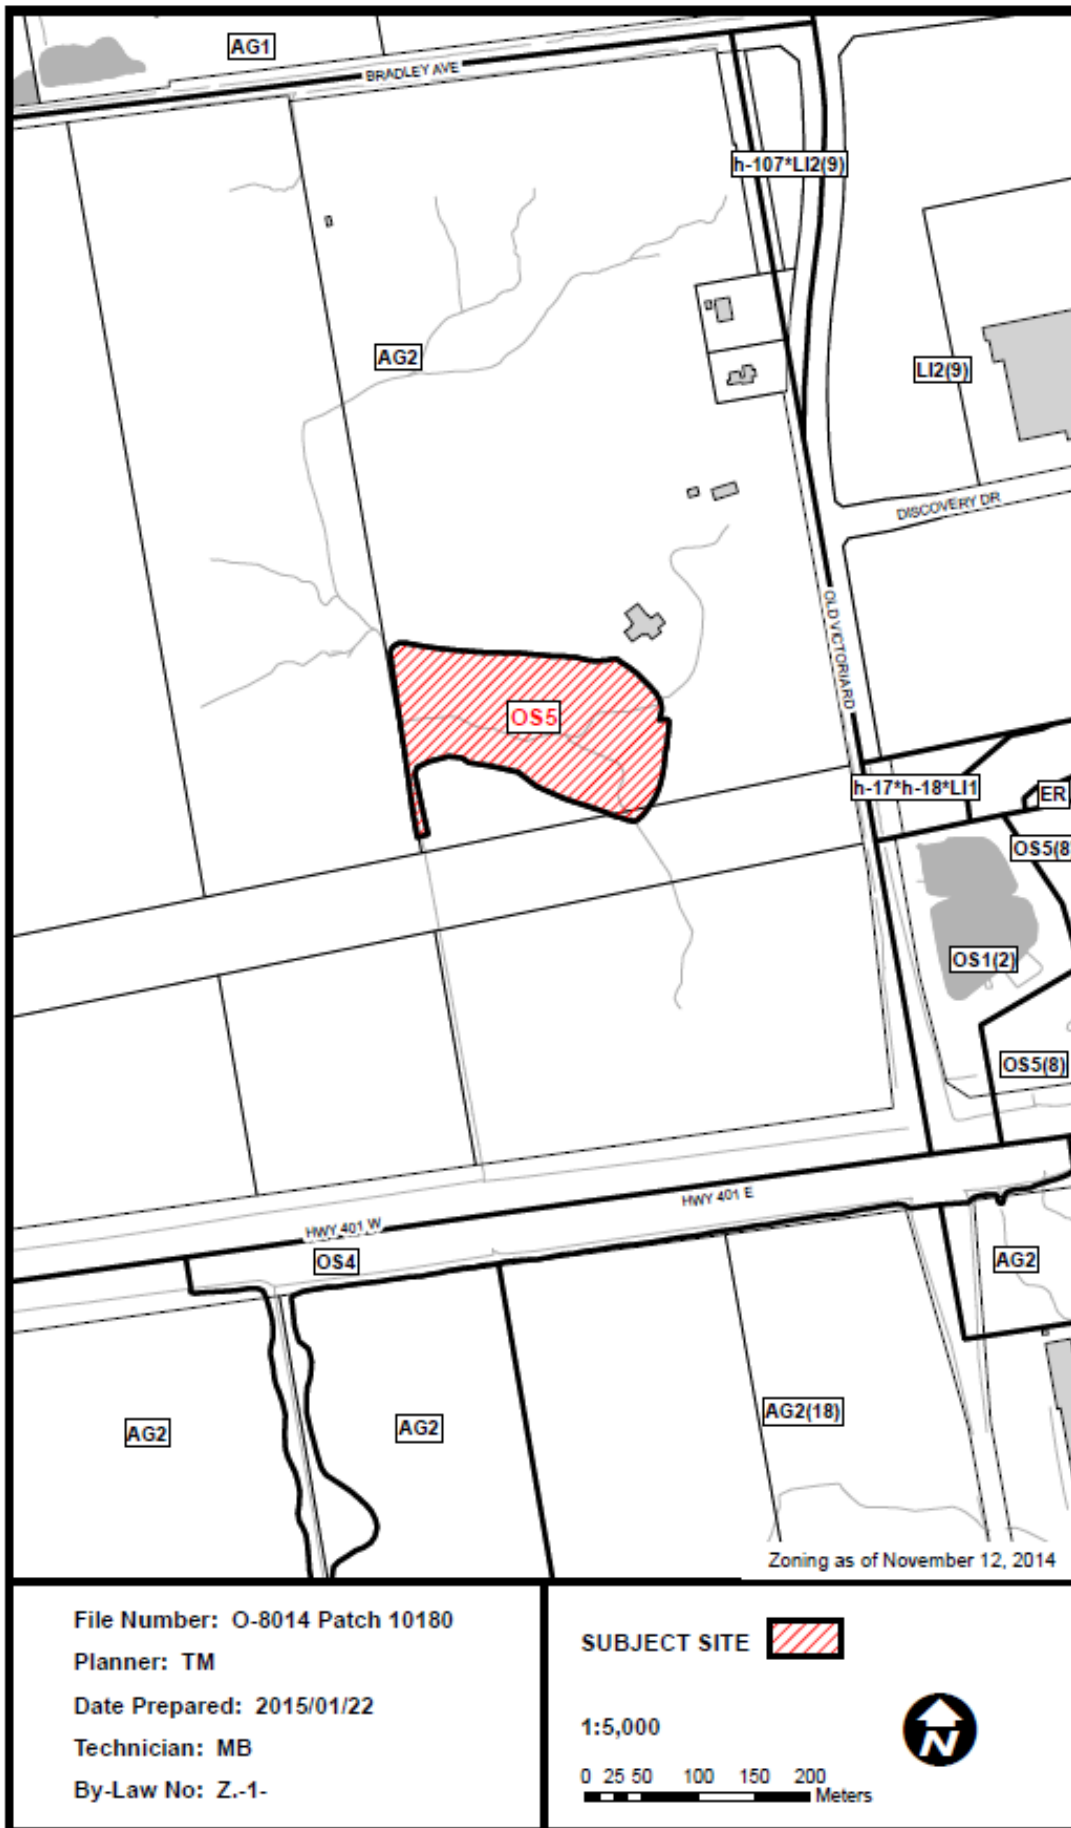 AG1
BRADLEY AVE
h-107*LI2(9)
AG2
LI2(9)
DISCOVERY DR
OLD VICTORIA RD
OS5
h-17*h-18*LI1
ER
OS5(8
OS1(2)
OS5(8)
HWY 401 E
HWY 401 W
OS4
AG2
AG2
AG2
AG2(18)
Zoning as of November 12, 2014
File Number: O-8014 Patch 10180
Planner: TM
Date Prepared: 2015/01/22
Technician: MB
By-Law No: Z.-1-
SUBJECT SITE
1:5,000
N
0 25 50 100 150 200
Meters